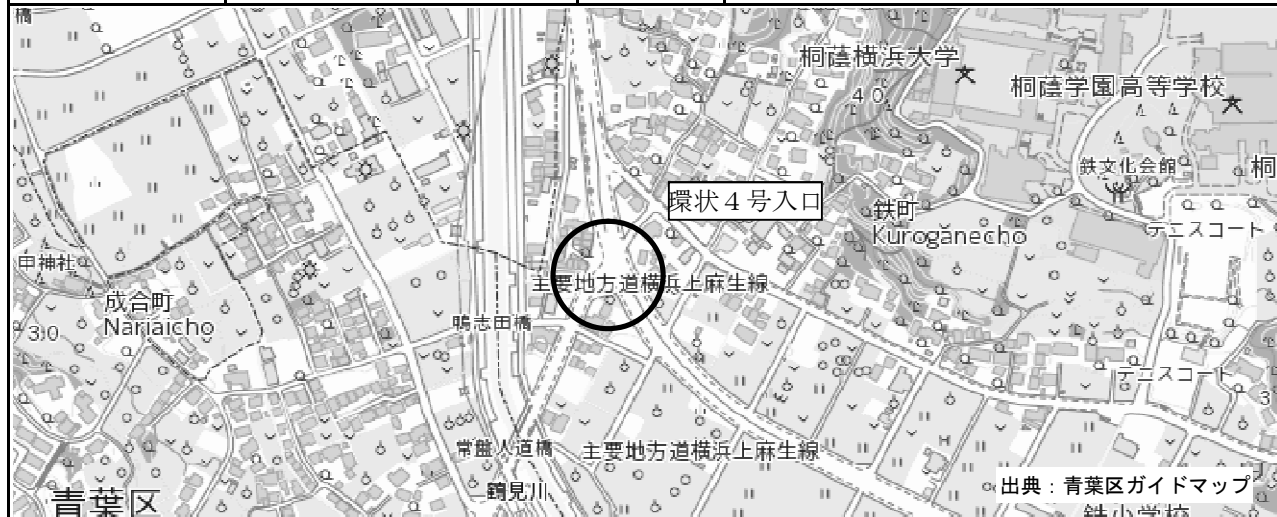 橋
桐蔭横浜大学
40
桐蔭学園高等学校
鉄文化会館
桐
環状4号入口
鉄町
Kuroganecho
テニスコート
申神社
主要地方道横浜上麻生線
成合町
Nariaicho
30
鴨志田橋
テニスコート
3
常盤人道橋
主要地方道横浜上麻生線
鶴見川
青葉区
出典：青葉区ガイドマップ
鉄小学校